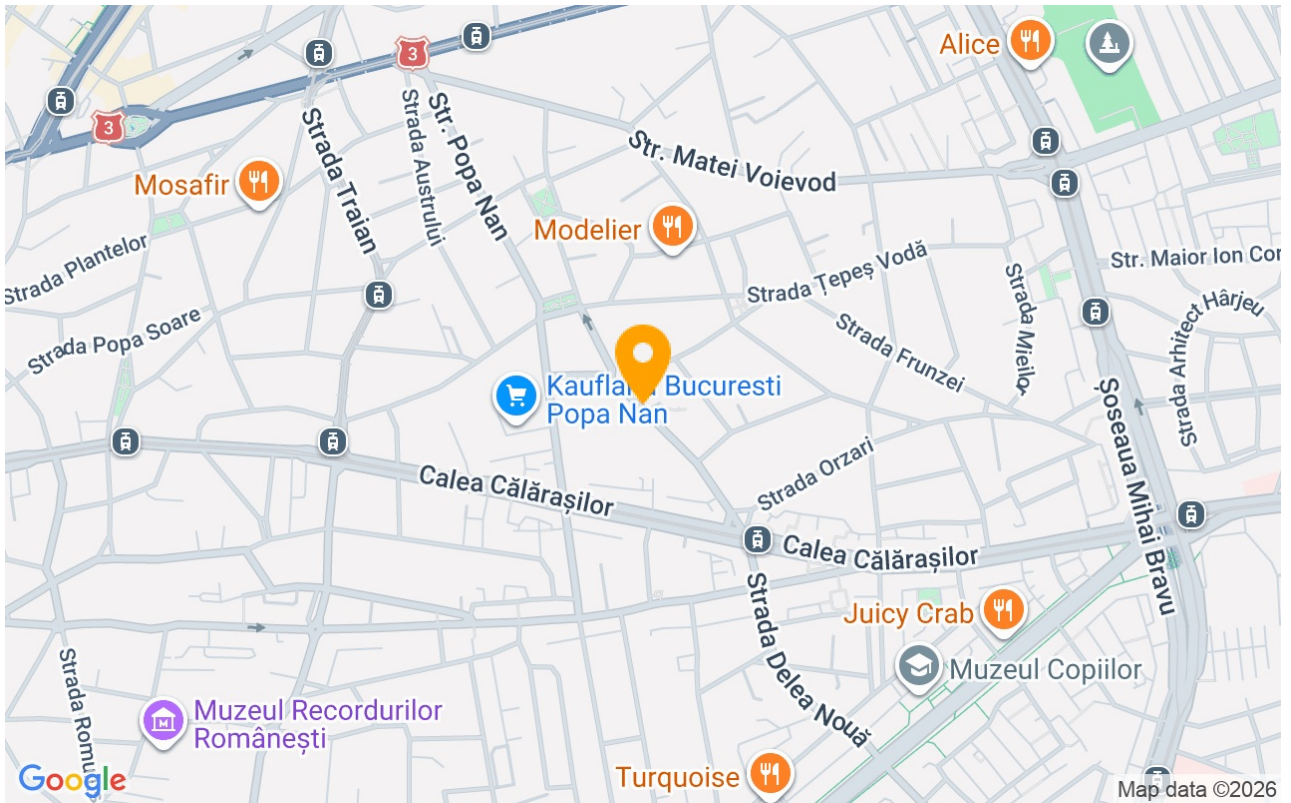 Alice
3
3
Strada Traian
Strada Austrului
Str. Popa Nan
Str. Matei Voievod
Mosafir
Modelier
Strada Plantelor
Strada Țepeș Vodă
Str. Maior Ion Cor
Strada Mieilor
Strada Arhitect Hârjeu
Strada Popa Soare
Strada Frunzei
Kaufland Bucuresti
Popa Nan
Șoseaua Mihai Bravu
Strada Orzari
Calea Călărașilor
Calea Călărașilor
Juicy Crab
Strada Delea Nouă
Muzeul Copiilor
Strada Romu
Muzeul Recordurilor
Românești
Turquoise
Google
Map data ©2026